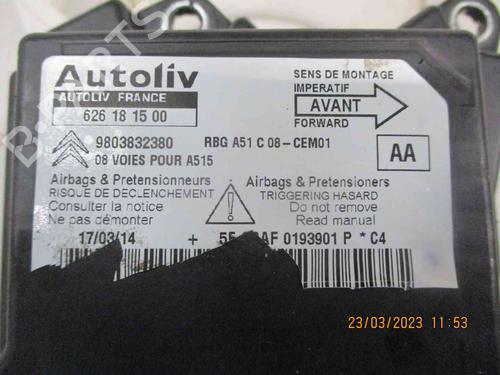 Autoliv
AUTOLIV FRANCE
626 18 15 00
SENS DE MONTAGE
IMPERATIF
AVANT
FORWARD
9803832380 RBG A51 C 08-CEM01
08 VOIES POUR A515
AA
Airbags & Pretensionneurs
RISQUE DE DECLENCHEMENT
Consulter la notice
Ne pas démonter
Airbags & Pretensioners
TRIGGERING HASARD
Do not remove
Read manual
17/03/14 + AF 0193901 P * C4
23/03/2023 11:53